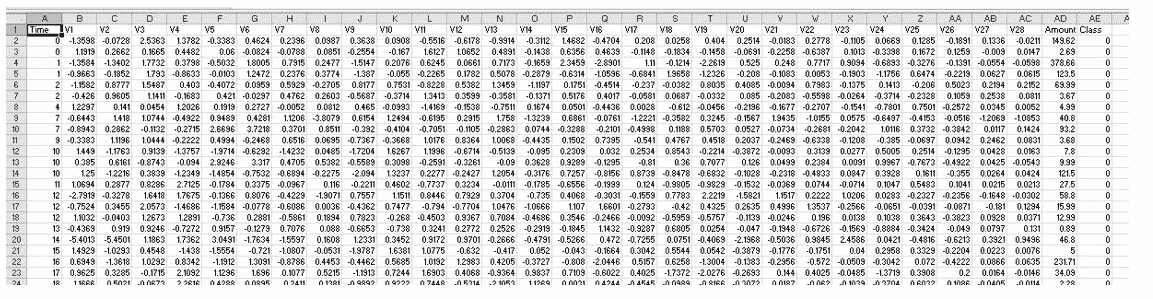 A B C D E F G H I J K L M N O P Q R S T U V W X Y Z AA AB AC AD AE
1 Time V1 V2 V3 V4 V5 V6 V7 V8 V9 V10 V11 V12 V13 V14 V15 V16 V17 V18 V19 V20 V21 V22 V23 V24 V25 V26 V27 V28 Amount Class
2 0 -1.3598 -0.0728 2.5363 1.3782 -0.3383 0.4624 0.2396 0.0987 0.3638 0.0908 -0.5516 -0.6178 -0.9914 -0.3112 1.4682 -0.4704 0.208 0.0258 0.404 0.2514 -0.0183 0.2778 -0.1105 0.0669 0.1285 -0.1891 0.1336 -0.0211 149.62 0
3 0 1.1919 0.2662 0.1665 0.4482 0.06 -0.0824 -0.0788 0.0851 -0.2554 -0.167 1.6127 1.0652 0.4891 -0.1438 0.6356 0.4639 -0.1148 -0.1834 -0.1458 -0.0691 -0.2258 -0.6387 0.1013 -0.3398 0.1672 0.1259 -0.009 0.0147 2.69 0
4 1 -1.3584 -1.3402 1.7732 0.3798 -0.5032 1.8005 0.7915 0.2477 -1.5147 0.2076 0.6245 0.0661 0.7173 -0.1659 2.3459 -2.8901 1.11 -0.1214 -2.2619 0.525 0.248 0.7717 0.9094 -0.6893 -0.3276 -0.1391 -0.0554 -0.0598 378.66 0
5 1 -0.9663 -0.1852 1.793 -0.8633 -0.0103 1.2472 0.2376 0.3774 -1.387 -0.055 -0.2265 0.1782 0.5078 -0.2879 -0.6314 -1.0596 -0.6841 1.9658 -1.2326 -0.208 -0.1083 0.0053 -0.1903 -1.1756 0.6474 -0.2219 0.0627 0.0615 123.5 0
6 2 -1.1582 0.8777 1.5487 0.403 -0.4072 0.0959 0.5929 -0.2705 0.8177 0.7531 -0.8228 0.5382 1.3459 -1.1197 0.1751 -0.4514 -0.237 -0.0382 0.8035 0.4085 -0.0094 0.7983 -0.1375 0.1413 -0.206 0.5023 0.2194 0.2152 69.99 0
7 2 -0.426 0.9605 1.1411 -0.1683 0.421 -0.0297 0.4762 0.2603 -0.5687 -0.3714 1.3413 0.3599 -0.3581 -0.1371 0.5176 0.4017 -0.0581 0.0687 -0.0332 0.085 -0.2083 -0.5598 -0.0264 -0.3714 -0.2328 0.1059 0.2538 0.0811 3.67 0
8 4 1.2297 0.141 0.0454 1.2026 0.1919 0.2727 -0.0052 0.0812 0.465 -0.0993 -1.4169 -0.1538 -0.7511 0.1674 0.0501 -0.4436 0.0028 -0.612 -0.0456 -0.2196 -0.1677 -0.2707 -0.1541 -0.7801 0.7501 -0.2572 0.0345 0.0052 4.99 0
9 7 -0.6443 1.418 1.0744 -0.4922 0.9489 0.4281 1.1206 -3.8079 0.6154 1.2494 -0.6195 0.2915 1.758 -1.3239 0.6861 -0.0761 -1.2221 -0.3582 0.3245 -0.1567 1.9435 -1.0155 0.0575 -0.6497 -0.4153 -0.0516 -1.2069 -1.0853 40.8 0
10 7 -0.8943 0.2862 -0.1132 -0.2715 2.6696 3.7218 0.3701 0.8511 -0.392 -0.4104 -0.7051 -0.1105 -0.2863 0.0744 -0.3288 -0.2101 -0.4998 0.1188 0.5703 0.0527 -0.0734 -0.2681 -0.2042 1.0116 0.3732 -0.3842 0.0117 0.1424 93.2 0
11 9 -0.3383 1.1196 1.0444 -0.2222 0.4994 -0.2468 0.6516 0.0695 -0.7367 -0.3668 1.0176 0.8364 1.0068 -0.4435 0.1502 0.7395 -0.541 0.4767 0.4518 0.2037 -0.2469 -0.6338 -0.1208 -0.385 -0.0697 0.0942 0.2462 0.0831 3.68 0
12 10 1.449 -1.1763 0.9139 -1.3757 -1.9714 -0.6292 -1.4232 0.0485 -1.7204 1.6267 1.1996 -0.6714 -0.5139 -0.095 0.2309 0.032 0.2534 0.8543 -0.2214 -0.3872 -0.0093 0.3139 0.0277 0.5005 0.2514 -0.1295 0.0428 0.0163 7.8 0
13 10 0.385 0.6161 -0.8743 -0.094 2.9246 3.317 0.4705 0.5382 -0.5589 0.3098 -0.2591 -0.3261 -0.09 0.3628 0.9289 -0.1295 -0.81 0.36 0.7077 0.126 0.0499 0.2384 0.0091 0.9967 -0.7673 -0.4922 0.0425 -0.0543 9.99 0
14 10 1.25 -1.2216 0.3839 -1.2349 -1.4854 -0.7532 -0.6894 -0.2275 -2.094 1.3237 0.2277 -0.2427 1.2054 -0.3176 0.7257 -0.8156 0.8739 -0.8478 -0.6832 -0.1028 -0.2318 -0.4833 0.0847 0.3928 0.1611 -0.355 0.0264 0.0424 121.5 0
15 11 1.0694 0.2877 0.8286 2.7125 -0.1784 0.3375 -0.0967 0.116 -0.2211 0.4602 -0.7737 0.3234 -0.0111 -0.1785 -0.6556 -0.1999 0.124 -0.9805 -0.9829 -0.1532 -0.0369 0.0744 -0.0714 0.1047 0.5483 0.1041 0.0215 0.0213 27.5 0
16 12 -2.7919 -0.3278 1.6418 1.7675 -0.1366 0.8076 -0.4229 -1.9071 0.7557 1.1511 0.8446 0.7929 0.3704 -0.735 0.4068 -0.3031 -0.1559 0.7783 2.2219 -1.5821 1.1517 0.2222 1.0206 0.0283 -0.2327 -0.2356 -0.1648 -0.0302 58.8 0
17 12 -0.7524 0.3455 2.0573 -1.4686 -1.1584 -0.0778 -0.6086 0.0036 -0.4362 0.7477 -0.794 -0.7704 1.0476 -1.0666 1.107 1.6601 -0.2793 -0.42 0.4325 0.2635 0.4996 1.3537 -0.2566 -0.0651 -0.0391 -0.0871 -0.181 0.1294 15.99 0
18 12 1.1032 -0.0403 1.2673 1.2891 -0.736 0.2881 -0.5861 0.1894 0.7823 -0.268 -0.4503 0.9367 0.7084 -0.4686 0.3546 -0.2466 -0.0092 -0.5959 -0.5757 -0.1139 -0.0246 0.196 0.0138 0.1038 0.3643 -0.3823 0.0928 0.0371 12.99 0
19 13 -0.4369 0.919 0.9246 -0.7272 0.9157 -0.1279 0.7076 0.088 -0.6653 -0.738 0.3241 0.2772 0.2526 -0.2919 -0.1845 1.1432 -0.9287 0.6805 0.0254 -0.047 -0.1948 -0.6726 -0.1569 -0.8884 -0.3424 -0.049 0.0797 0.131 0.89 0
20 14 -5.4013 -5.4501 1.1863 1.7362 3.0491 -1.7634 -1.5597 0.1608 1.2331 0.3452 0.9172 0.9701 -0.2666 -0.4791 -0.5266 0.472 -0.7255 0.0751 -0.4069 -2.1968 -0.5036 0.9845 2.4586 0.0421 -0.4816 -0.6213 0.3921 0.9496 46.8 0
21 15 1.4929 -1.0293 0.4548 -1.438 -1.5554 -0.721 -1.0807 -0.0531 -1.9787 1.6381 1.0775 -0.632 -0.417 0.052 -0.043 -0.1664 0.3042 0.5544 0.0542 -0.3879 -0.1776 -0.1751 0.04 0.2958 0.3329 -0.2204 0.0223 0.0076 5 0
22 16 0.6949 -1.3618 1.0292 0.8342 -1.1912 1.3091 -0.8786 0.4453 -0.4462 0.5685 1.0192 1.2983 0.4205 -0.3727 -0.808 -2.0446 0.5157 0.6258 -1.3004 -0.1383 -0.2956 -0.572 -0.0509 -0.3042 0.072 -0.4222 0.0866 0.0635 231.71 0
23 17 0.9625 0.3285 -0.1715 2.1092 1.1296 1.696 0.1077 0.5215 -1.1913 0.7244 1.6903 0.4068 -0.9364 0.9837 0.7109 -0.6022 0.4025 -1.7372 -2.0276 -0.2693 0.144 0.4025 -0.0485 -1.3719 0.3908 0.2 0.0164 -0.0146 34.09 0